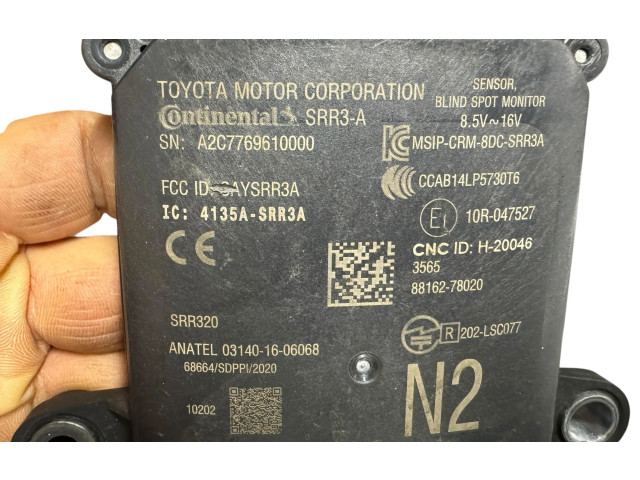 TOYOTA MOTOR CORPORATION
Continental SRR3-A
SN: A2C7769610000
FCC ID: AYSRR3A
IC: 4135A-SRR3A
CE
SRR320
ANATEL 03140-16-06068
68664/SDPPI/2020
10202
SENSOR,
BLIND SPOT MONITOR
8.5V~16V
MSIP-CRM-8DC-SRR3A
CCAB14LP5730T6
E1 10R-047527
CNC ID: H-20046
3565
88162-78020
R 202-LSC077
N2